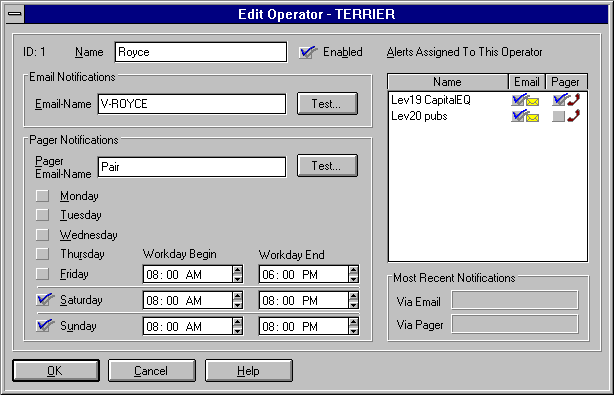 Edit Operator - TERRIER
ID: 1 Name Royce Enabled
Email Notifications
Email-Name V-ROYCE Test...
Pager Notifications
Pager
Email-Name Pair Test...
Monday
Tuesday
Wednesday
Thursday Workday Begin Workday End
Friday 08: 00 AM 06: 00 PM
Saturday 08: 00 AM 08: 00 PM
Sunday 08: 00 AM 08: 00 PM
Alerts Assigned To This Operator
Name Email Pager
Lev19 CapitalEQ
Lev20 pubs
Most Recent Notifications
Via Email
Via Pager
OK Cancel Help